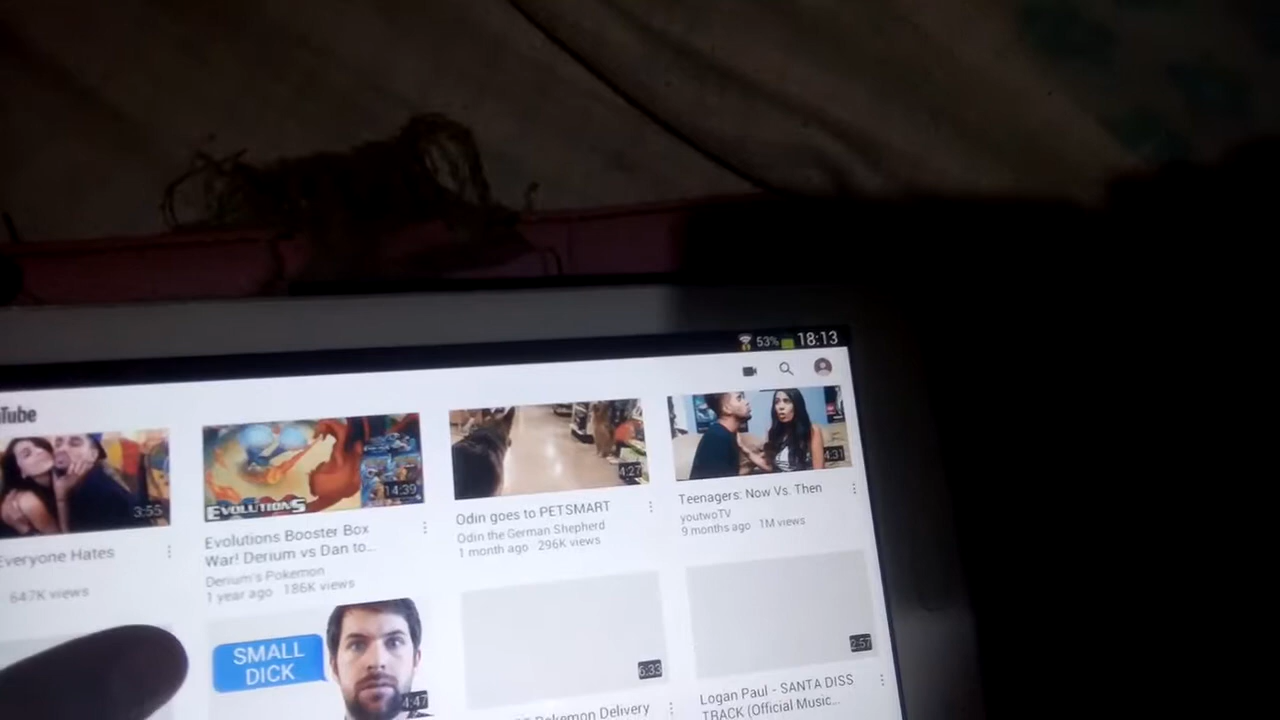 53% 18:13
Tube
3:55
EVOLUTIONS
14:39
4:27
4:31
Everyone Hates
647K views
Evolutions Booster Box
War! Derium vs Dan to...
Derium's Pokemon
1 year ago 186K views
Odin goes to PETSMART
Odin the German Shepherd
1 month ago 296K views
Teenagers: Now Vs. Then
youtwoTV
9 months ago 1M views
SMALL
DICK
4:47
6:33
2:57
Pokemon Delivery
Logan Paul - SANTA DISS
TRACK (Official Music...